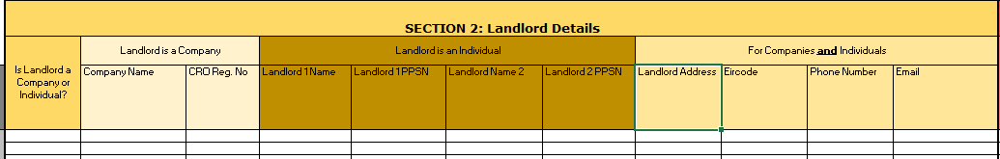 SECTION 2: Landlord Details
Landlord is a Company
Landlord is an Individual
For Companies and Individuals
Is Landlord a
Company or
Individual?
Company Name
CRO Reg. No
Landlord 1 Name
Landlord 1 PPSN
Landlord Name 2
Landlord 2 PPSN
Landlord Address
Eircode
Phone Number
Email